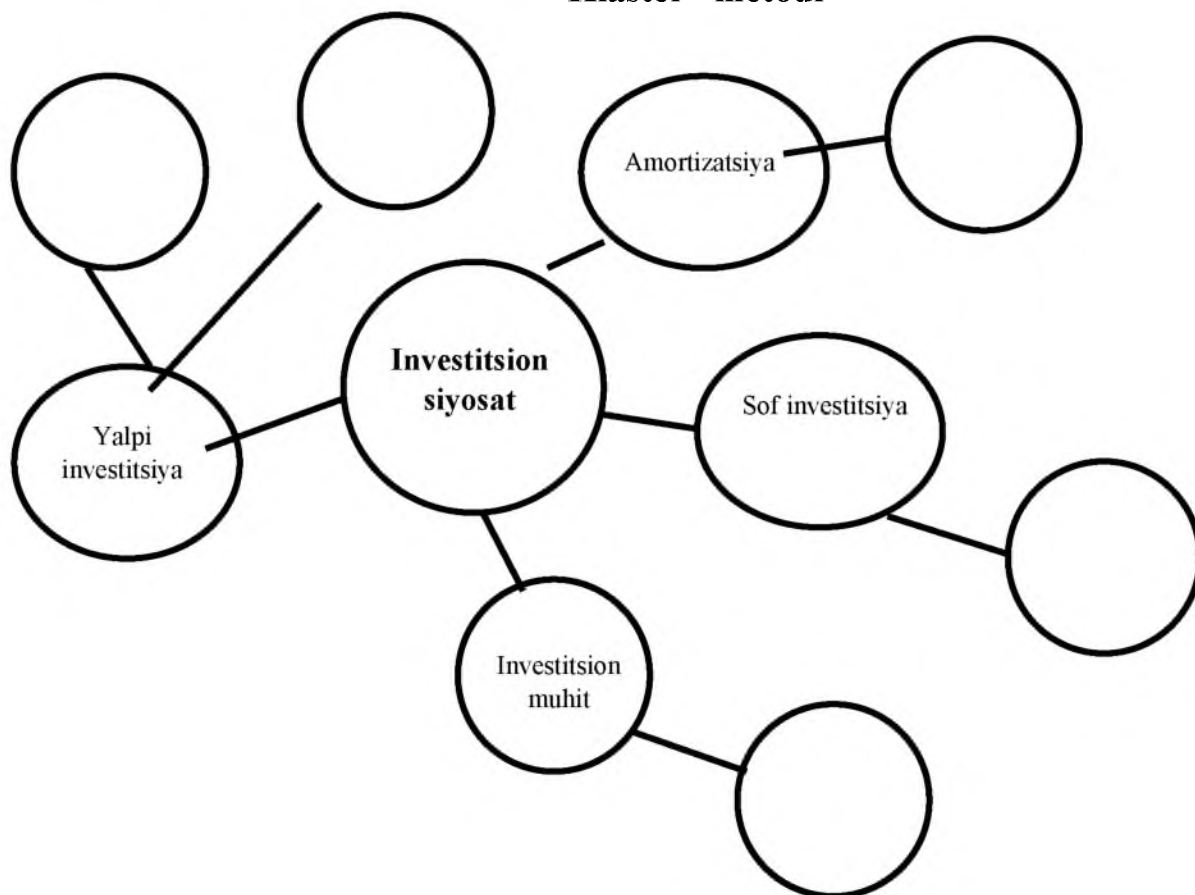 Amortizatsiya
Investitsion
siyosat
Sof investitsiya
Yalpi
investitsiya
Investitsion
muhit